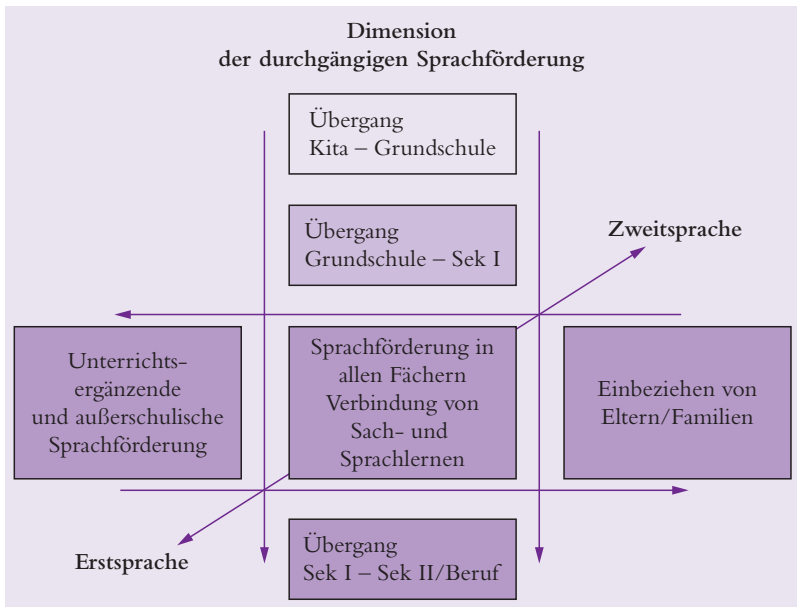 Dimension
der durchgängigen Sprachförderung
Übergang
Kita – Grundschule
Übergang
Grundschule – Sek I
Zweitsprache
Unterrichts-
ergänzende
und außerschulische
Sprachförderung
Sprachförderung in
allen Fächern
Verbindung von
Sach- und
Sprachlernen
Einbeziehen von
Eltern/Familien
Erstsprache
Übergang
Sek I – Sek II/Beruf